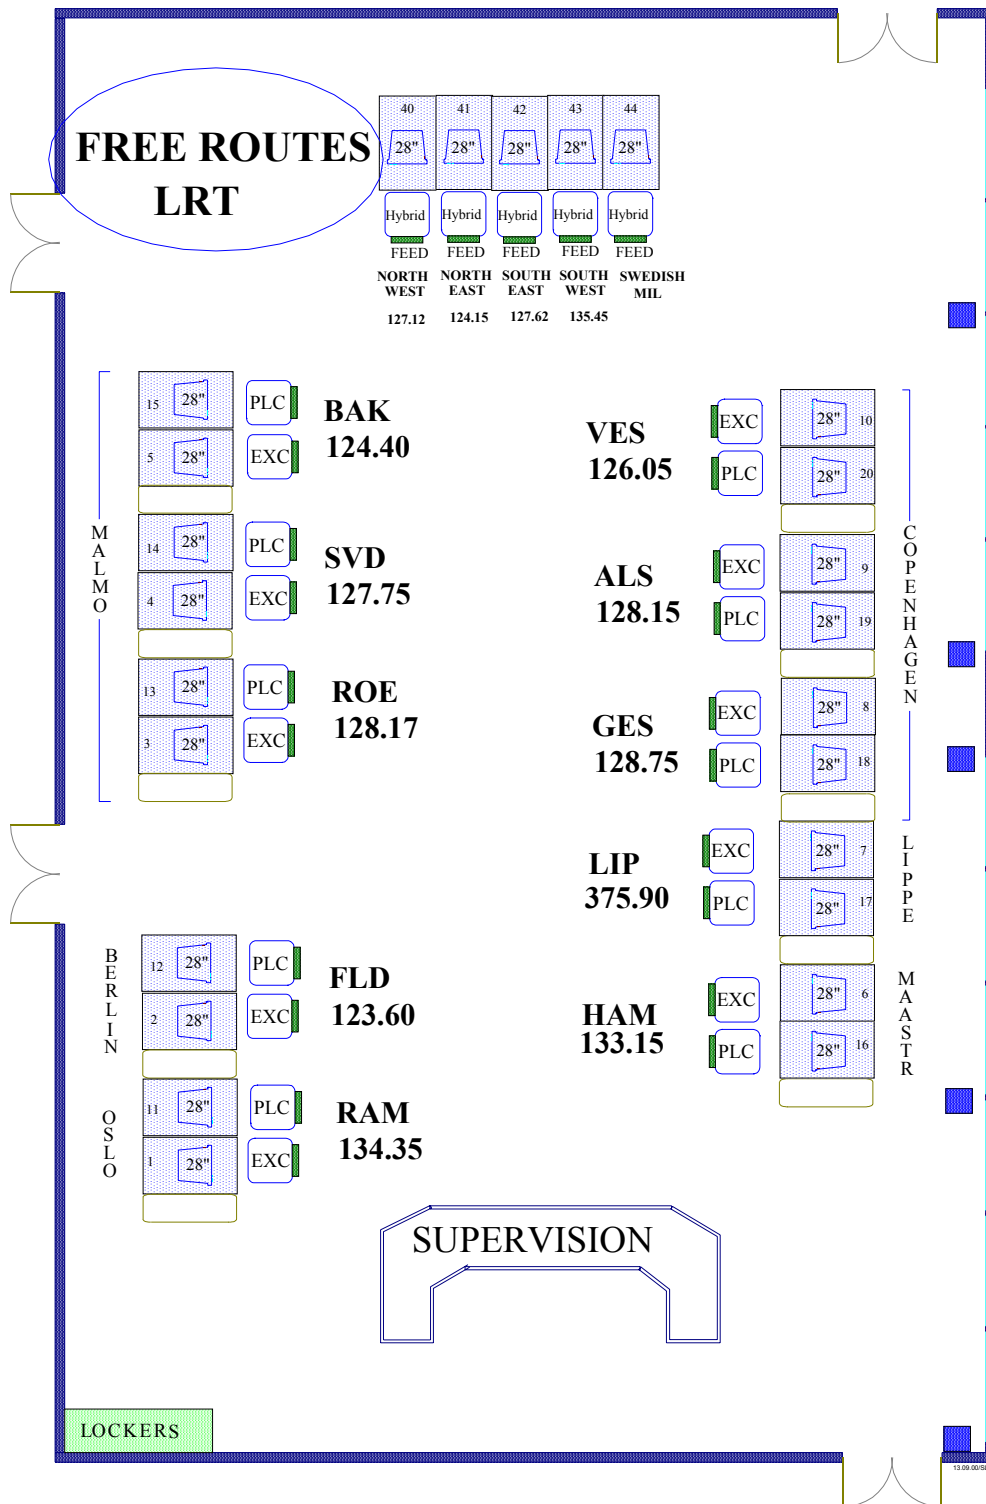 FREE ROUTES
LRT
40 41 42 43 44
28" 28" 28" 28" 28"
Hybrid Hybrid Hybrid Hybrid Hybrid
FEED FEED FEED FEED FEED
NORTH WEST
127.12
NORTH EAST
124.15
SOUTH EAST
127.62
SOUTH WEST
135.45
SWEDISH MIL
MALMO
15 28" PLC
5 28" EXC
BAK
124.40
14 28" PLC
4 28" EXC
SVD
127.75
13 28" PLC
3 28" EXC
ROE
128.17
BERLIN
12 28" PLC
2 28" EXC
FLD
123.60
OSLO
11 28" PLC
1 28" EXC
RAM
134.35
VES
126.05
EXC 28" 10
PLC 28" 20
COPENHAGEN
ALS
128.15
EXC 28" 9
PLC 28" 19
GES
128.75
EXC 28" 8
PLC 28" 18
LIP
375.90
EXC 28" 7
PLC 28" 17
LIPPE
HAM
133.15
EXC 28" 6
PLC 28" 16
MAASTR
SUPERVISION
LOCKERS